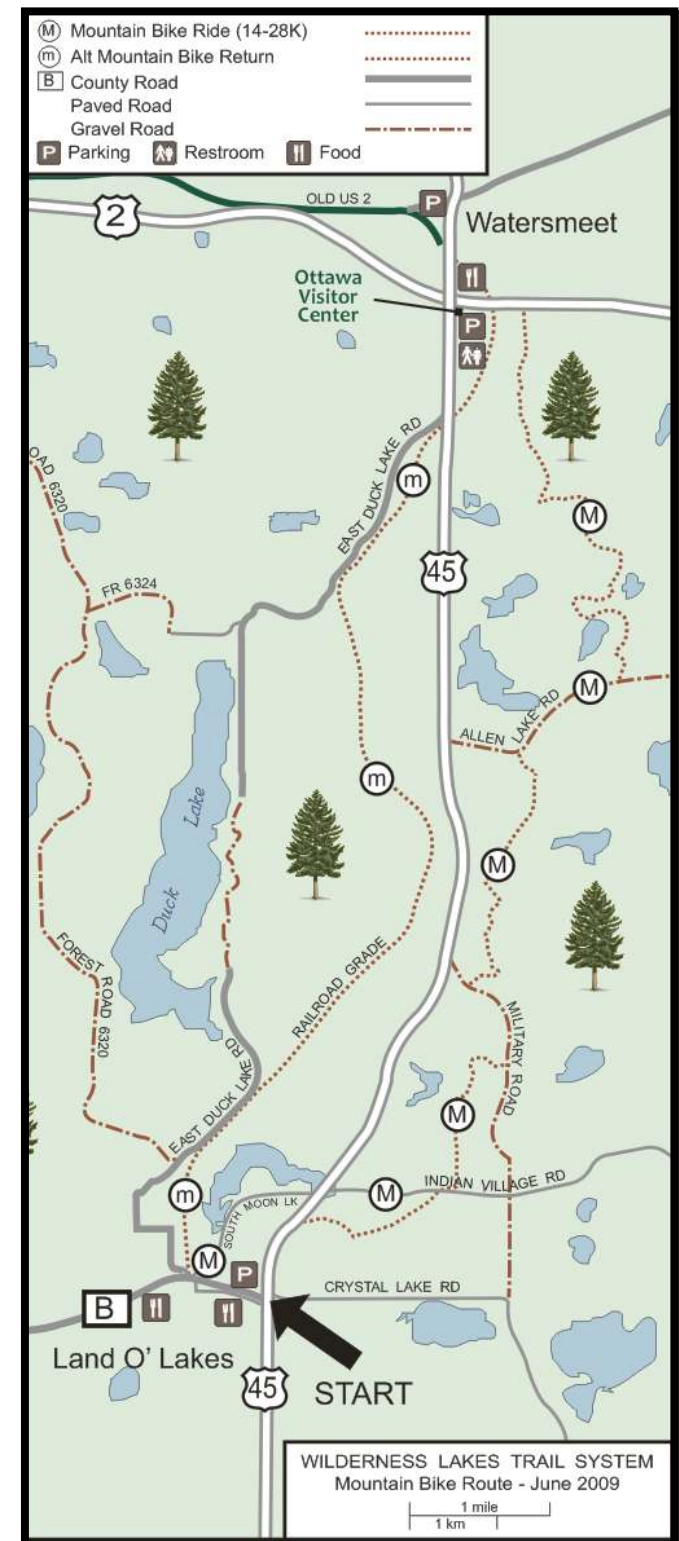 M Mountain Bike Ride (14-28K)
m Alt Mountain Bike Return
B County Road
Paved Road
Gravel Road
P Parking Restroom Food
OLD US 2
P
2
Watersmeet
Ottawa
Visitor
Center
P
EAST DUCK LAKE RD
m
OAD 6320
M
45
FR 6324
M
ALLEN LAKE RD
m
Duck Lake
M
FOREST ROAD 6320
RAILROAD GRADE
MILITARY ROAD
EAST DUCK LAKE RD
M
INDIAN VILLAGE RD
m
M
SOUTH MOON LK
M
P
CRYSTAL LAKE RD
B
Land O' Lakes
45
START
WILDERNESS LAKES TRAIL SYSTEM
Mountain Bike Route - June 2009
1 mile
1 km